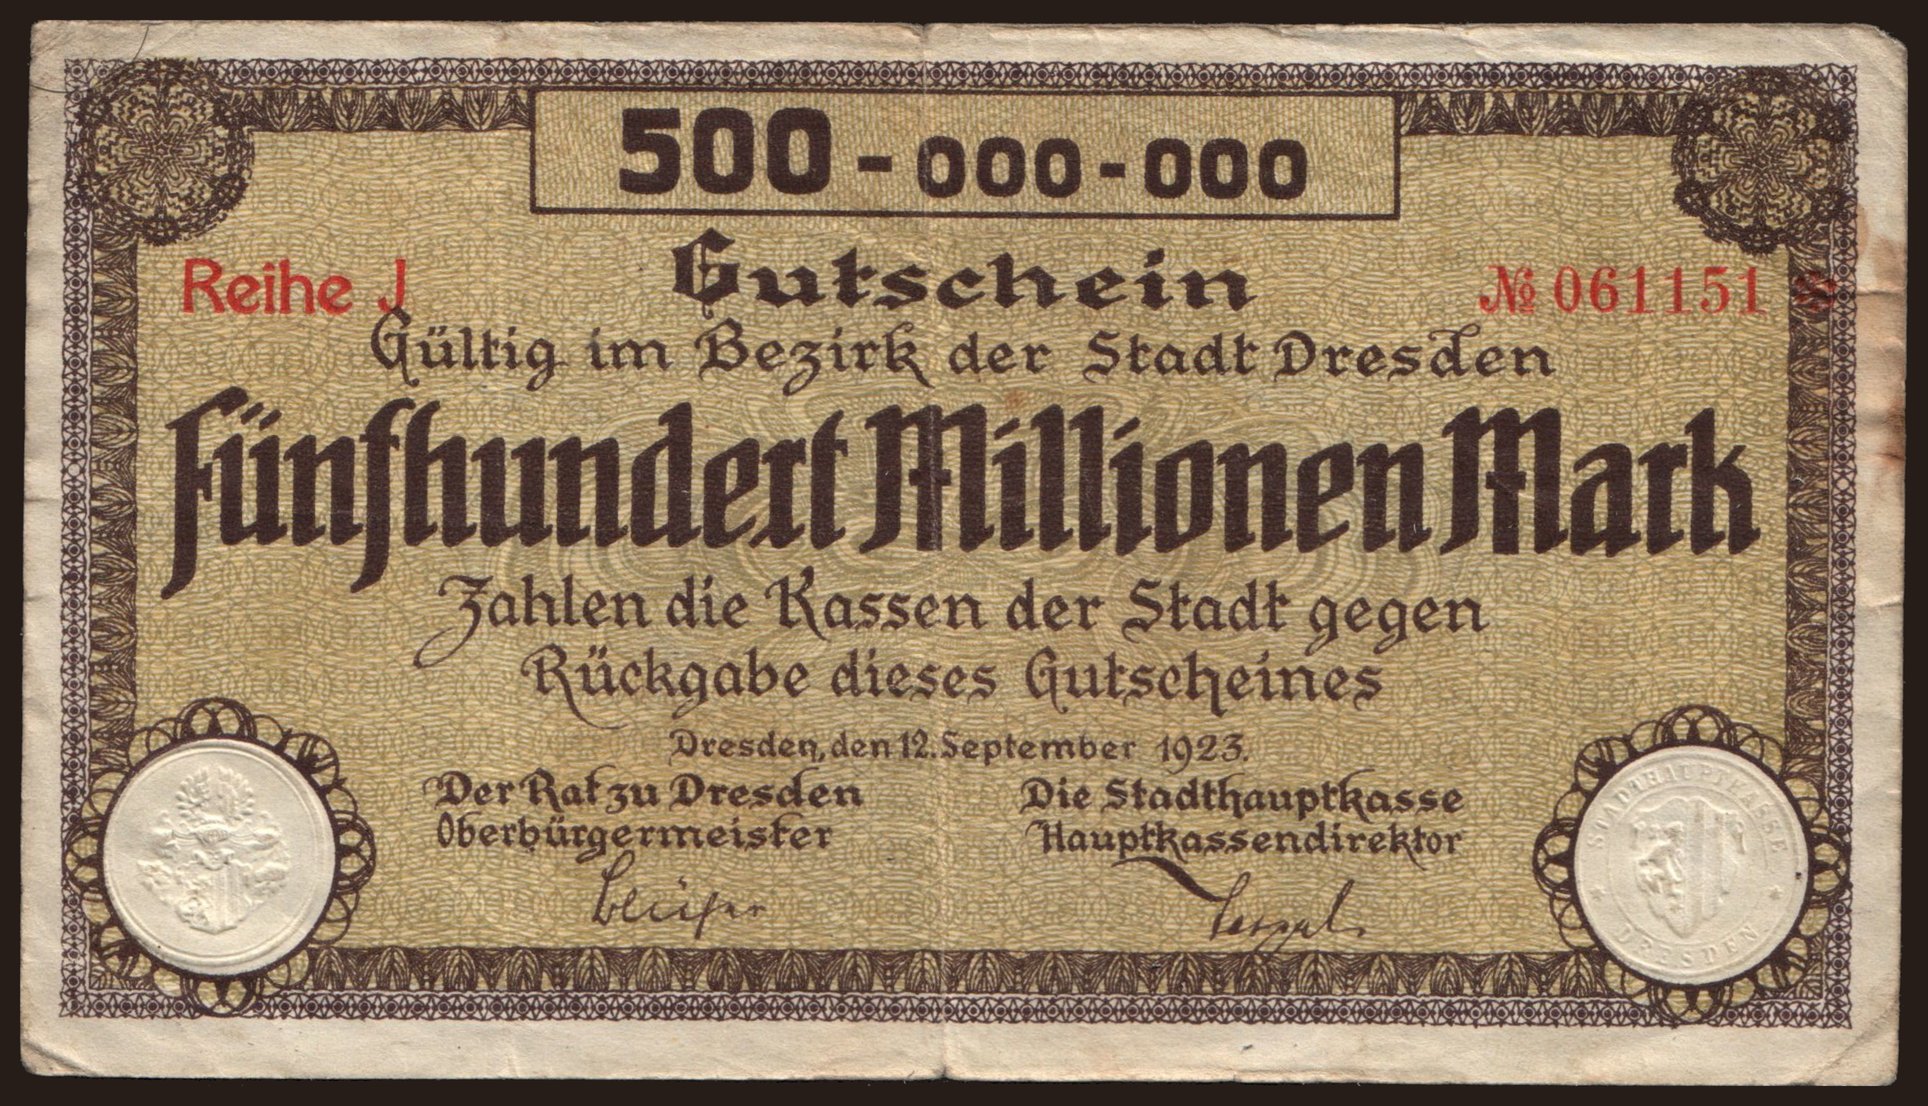 500-000-000
Gutschein
Reihe J
№ 061151 *
Gültig im Bezirk der Stadt Dresden
Fünfhundert Millionen Mark
Zahlen die Kassen der Stadt gegen
Rückgabe dieses Gutscheines
Dresden, den 12. September 1923.
Der Rat zu Dresden
Oberbürgermeister
Blüher
Die Stadthauptkasse
Hauptkassendirektor
STADTHAUPTKASSE
* DRESDEN *